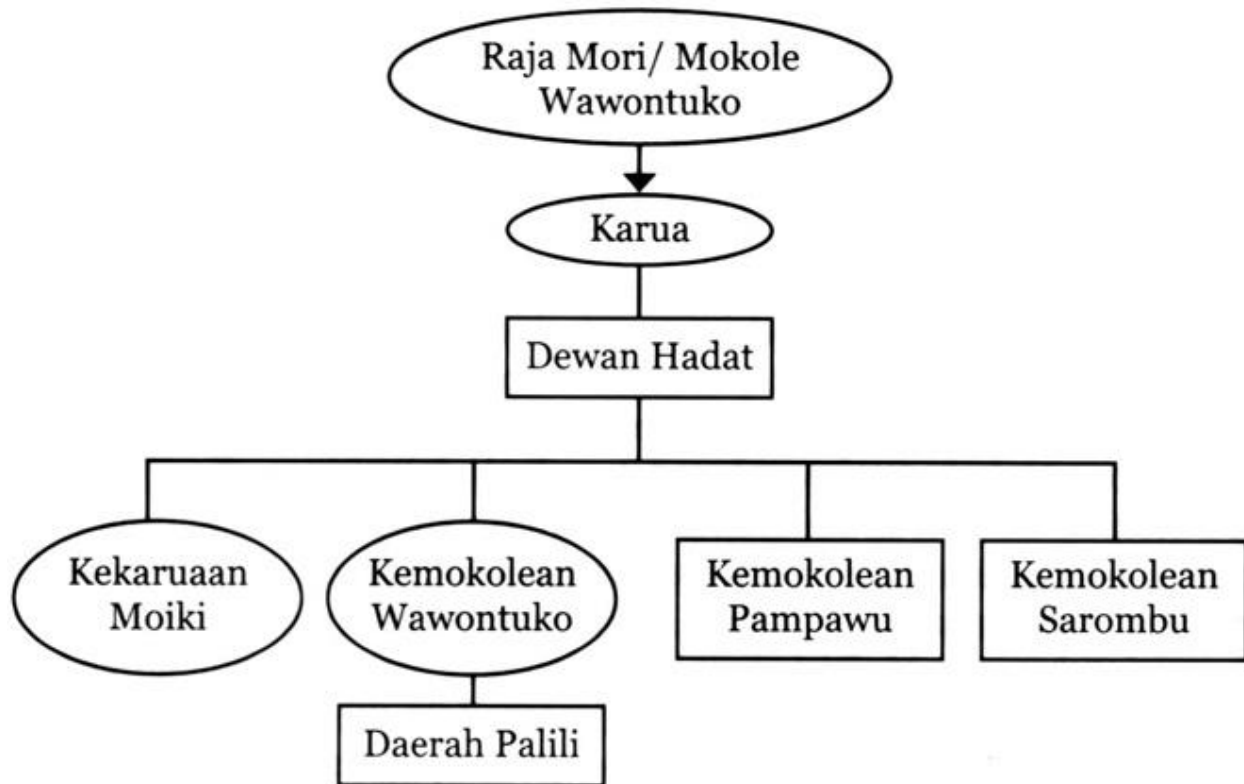 Raja Mori/ Mokole
Wawontuko
Karua
Dewan Hadat
Kekaruaan
Moiki
Kemokolean
Wawontuko
Kemokolean
Pampawu
Kemokolean
Sarombu
Daerah Palili